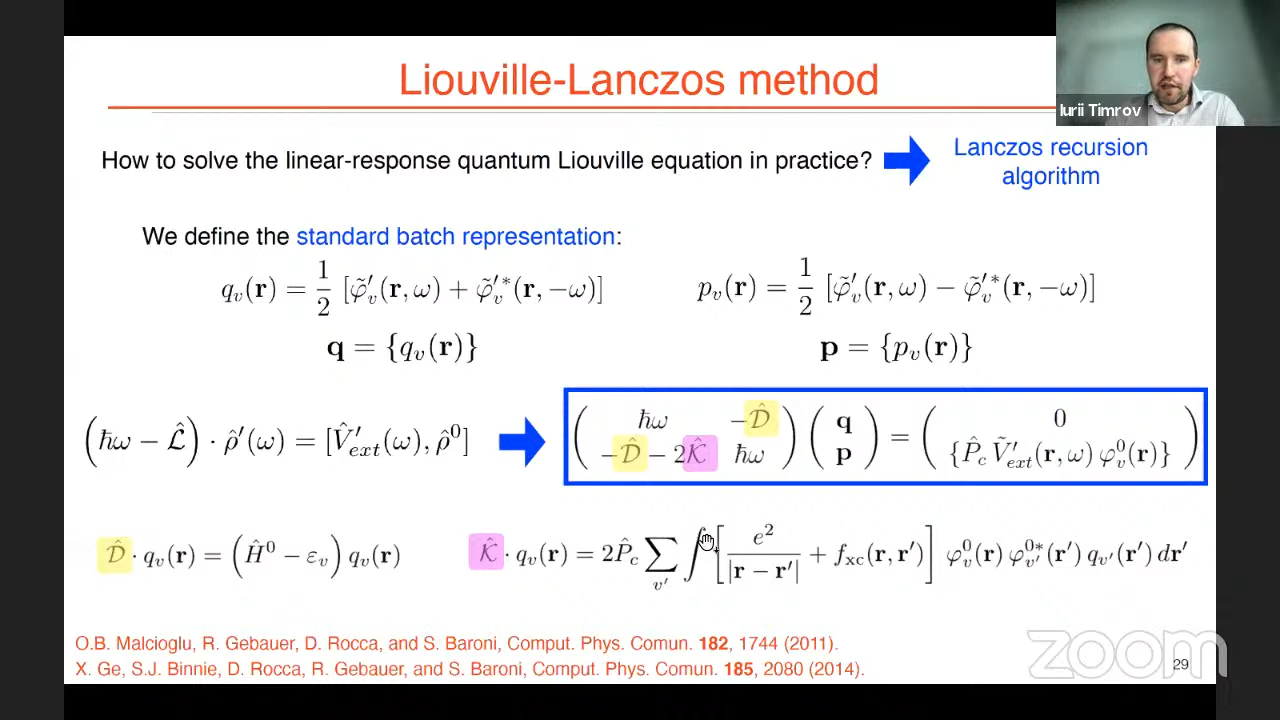 Liouville-Lanczos method
Iurii Timrov
How to solve the linear-response quantum Liouville equation in practice?
Lanczos recursion
algorithm
We define the standard batch representation:
q_v(r) = 1/2 [φ̃′_v(r, ω) + φ̃′*_v(r, −ω)]
p_v(r) = 1/2 [φ̃′_v(r, ω) − φ̃′*_v(r, −ω)]
q = {q_v(r)}
p = {p_v(r)}
(ħω − L̂) · ρ̂′(ω) = [V̂′_ext(ω), ρ̂⁰]
( ħω −D̂ ) ( q ) = ( 0 )
( −D̂ − 2K̂ ħω ) ( p ) ( {P̂_c Ṽ′_ext(r, ω) φ⁰_v(r)} )
D̂ · q_v(r) = (Ĥ⁰ − ε_v) q_v(r)
K̂ · q_v(r) = 2P̂_c ∑_v′ ∫ [ e² / |r − r′| + f_xc(r, r′) ] φ⁰_v(r) φ⁰*_v′(r′) q_v′(r′) dr′
O.B. Malcioglu, R. Gebauer, D. Rocca, and S. Baroni, Comput. Phys. Comun. 182, 1744 (2011).
X. Ge, S.J. Binnie, D. Rocca, R. Gebauer, and S. Baroni, Comput. Phys. Comun. 185, 2080 (2014).
zoom
29